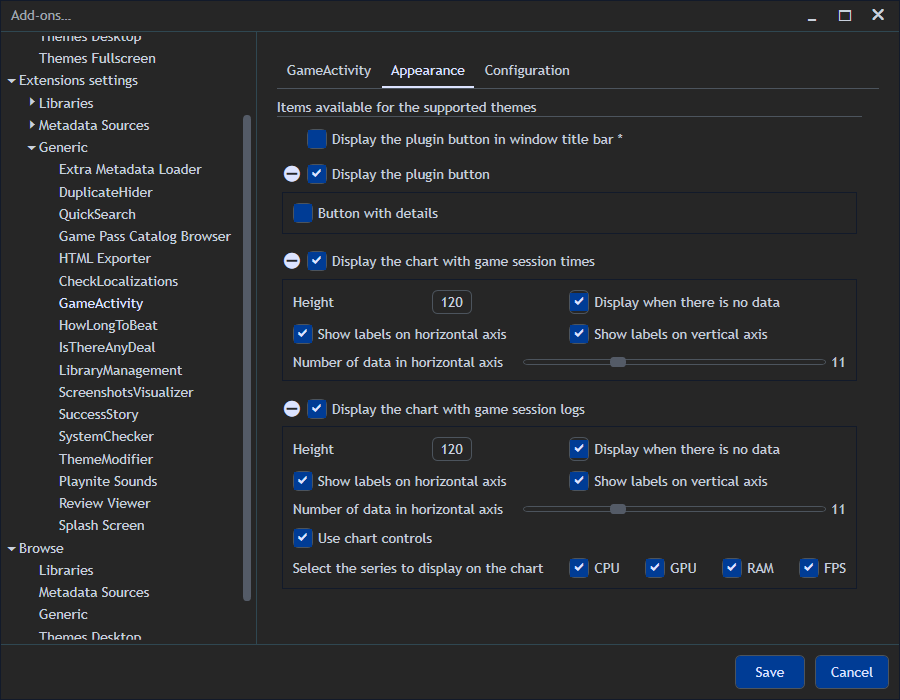 Add-ons...
Themes Desktop
Themes Fullscreen
Extensions settings
Libraries
Metadata Sources
Generic
Extra Metadata Loader
DuplicateHider
QuickSearch
Game Pass Catalog Browser
HTML Exporter
CheckLocalizations
GameActivity
HowLongToBeat
IsThereAnyDeal
LibraryManagement
ScreenshotsVisualizer
SuccessStory
SystemChecker
ThemeModifier
Playnite Sounds
Review Viewer
Splash Screen
Browse
Libraries
Metadata Sources
Generic
Themes Desktop
GameActivity Appearance Configuration
Items available for the supported themes
Display the plugin button in window title bar *
Display the plugin button
Button with details
Display the chart with game session times
Height 120 Display when there is no data
Show labels on horizontal axis Show labels on vertical axis
Number of data in horizontal axis 11
Display the chart with game session logs
Height 120 Display when there is no data
Show labels on horizontal axis Show labels on vertical axis
Number of data in horizontal axis 11
Use chart controls
Select the series to display on the chart CPU GPU RAM FPS
Save Cancel